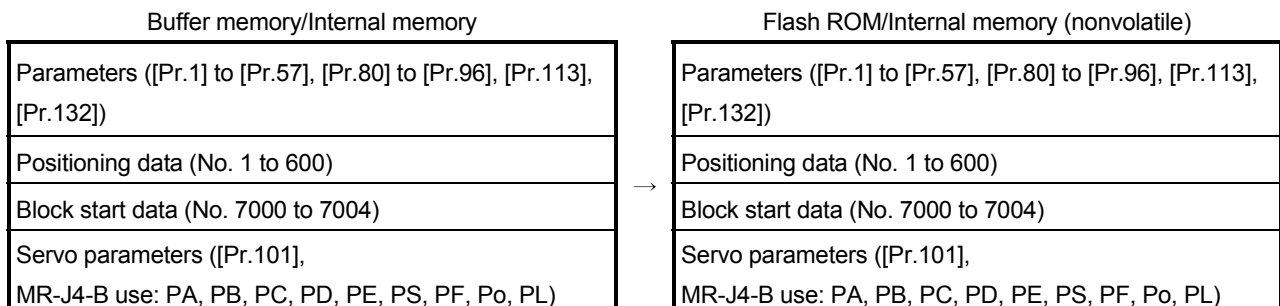 Buffer memory/Internal memory
Parameters ([Pr.1] to [Pr.57], [Pr.80] to [Pr.96], [Pr.113],
[Pr.132])
Positioning data (No. 1 to 600)
Block start data (No. 7000 to 7004)
Servo parameters ([Pr.101],
MR-J4-B use: PA, PB, PC, PD, PE, PS, PF, Po, PL)
→
Flash ROM/Internal memory (nonvolatile)
Parameters ([Pr.1] to [Pr.57], [Pr.80] to [Pr.96], [Pr.113],
[Pr.132])
Positioning data (No. 1 to 600)
Block start data (No. 7000 to 7004)
Servo parameters ([Pr.101],
MR-J4-B use: PA, PB, PC, PD, PE, PS, PF, Po, PL)